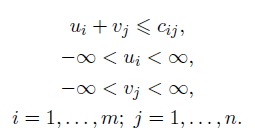 u_i + v_j ⩽ c_{ij},
−∞ < u_i < ∞,
−∞ < v_j < ∞,
i = 1, . . . , m; j = 1, . . . , n.